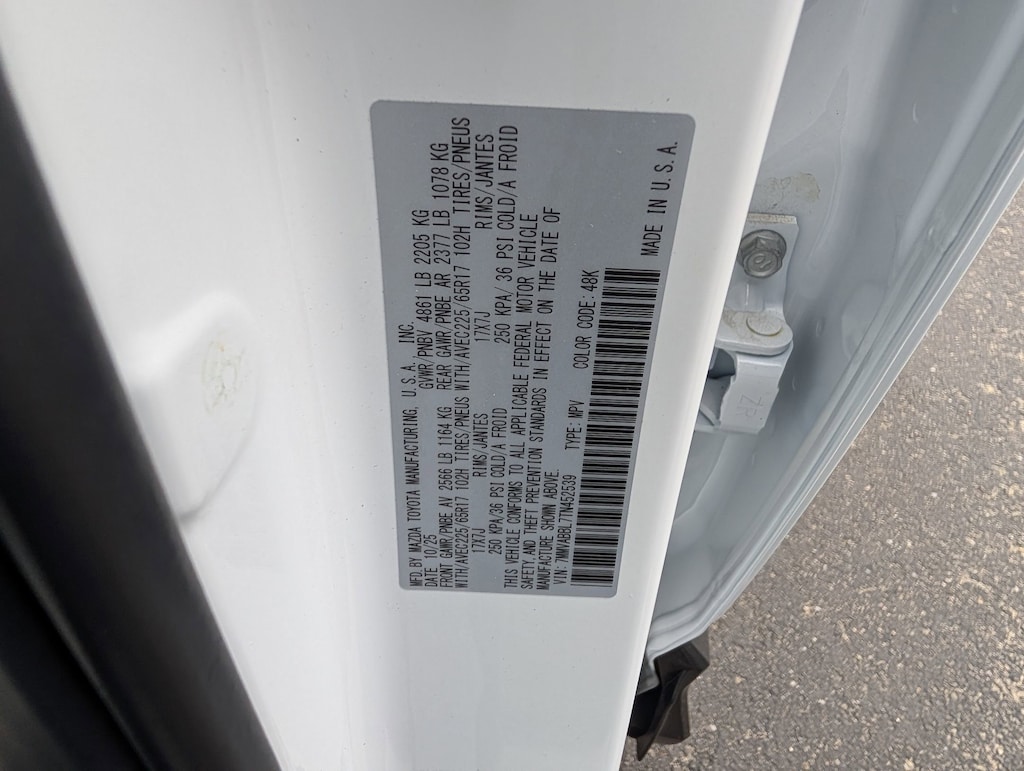 MFD.BY MAZDA TOYOTA MANUFACTURING, U.S.A., INC.
DATE 10/25 GVWR/PNBV 4861 LB 2205 KG
FRONT GAWR/PNBE AV 2566 LB 1164 KG REAR GAWR/PNBE AR 2377 LB 1078 KG
WITH/AVEC225/65R17 102H TIRES/PNEUS WITH/AVEC225/65R17 102H TIRES/PNEUS
17X7J RIMS/JANTES 17X7J RIMS/JANTES
250 KPA/36 PSI COLD/A FROID 250 KPA/ 36 PSI COLD/A FROID
THIS VEHICLE CONFORMS TO ALL APPLICABLE FEDERAL MOTOR VEHICLE
SAFETY, AND THEFT PREVENTION STANDARDS IN EFFECT ON THE DATE OF
MANUFACTURE SHOWN ABOVE.
VIN: 7MMVABBL7TN452539 TYPE: MPV COLOR CODE: 48K
MADE IN U.S.A.
ZR